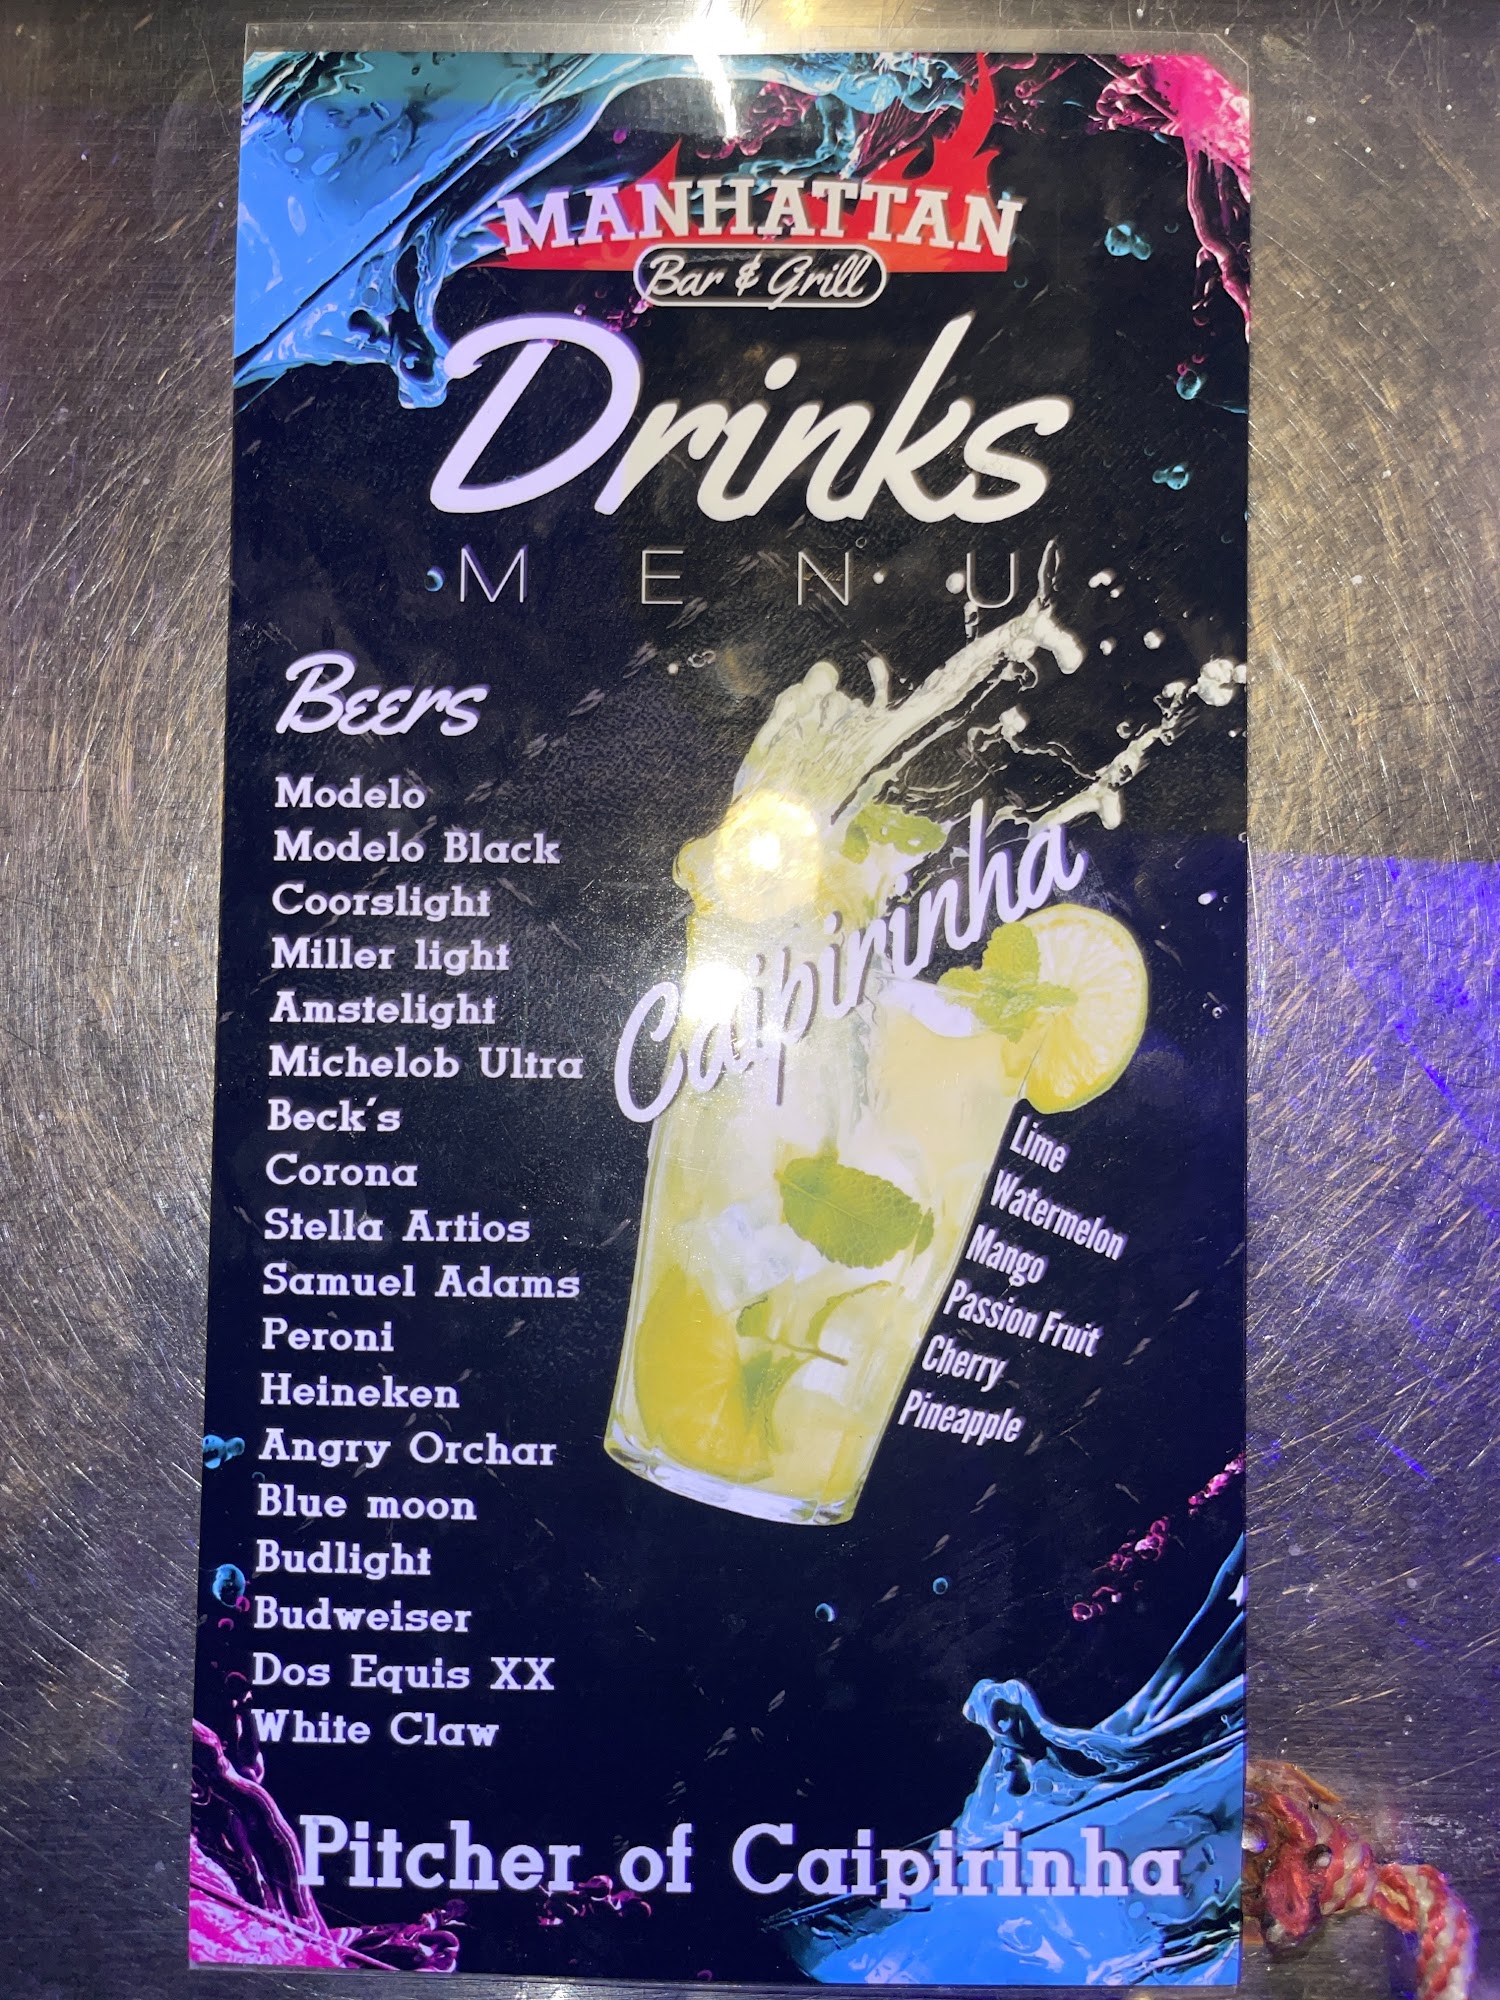 MANHATTAN
Bar & Grill
Drinks
MENU
Beers
Modelo
Modelo Black
Coorslight
Miller light
Amstelight
Michelob Ultra
Beck's
Corona
Stella Artios
Samuel Adams
Peroni
Heineken
Angry Orchar
Blue moon
Budlight
Budweiser
Dos Equis XX
White Claw
Caipirinha
Lime
Watermelon
Mango
Passion Fruit
Cherry
Pineapple
Pitcher of Caipirinha